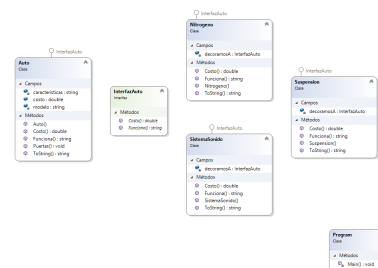 InterfazAuto
Auto
Clase
Campos
caracteristicas : string
costo : double
modelo : string
Métodos
Auto()
Costo() : double
Funciona() : string
Puertas() : void
ToString() : string
InterfazAuto
Interfaz
Métodos
Costo() : double
Funciona() : string
InterfazAuto
Nitrogeno
Clase
Campos
decoramosA : InterfazAuto
Métodos
Costo() : double
Funciona() : string
Nitrogeno()
ToString() : string
InterfazAuto
SistemaSonido
Clase
Campos
decoramosA : InterfazAuto
Métodos
Costo() : double
Funciona() : string
SistemaSonido()
ToString() : string
InterfazAuto
Suspension
Clase
Campos
decoramosA : InterfazAuto
Métodos
Costo() : double
Funciona() : string
Suspension()
ToString() : string
Program
Clase
Métodos
Main() : void